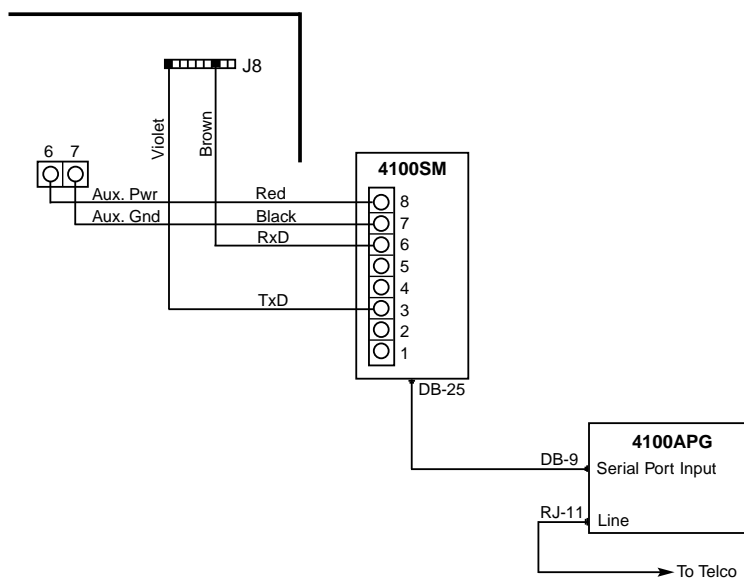 J8
Violet
Brown
6 7
4100SM
Aux. Pwr Red 8
Aux. Gnd Black 7
RxD 6
5
4
TxD 3
2
1
DB-25
4100APG
DB-9 Serial Port Input
RJ-11 Line
To Telco